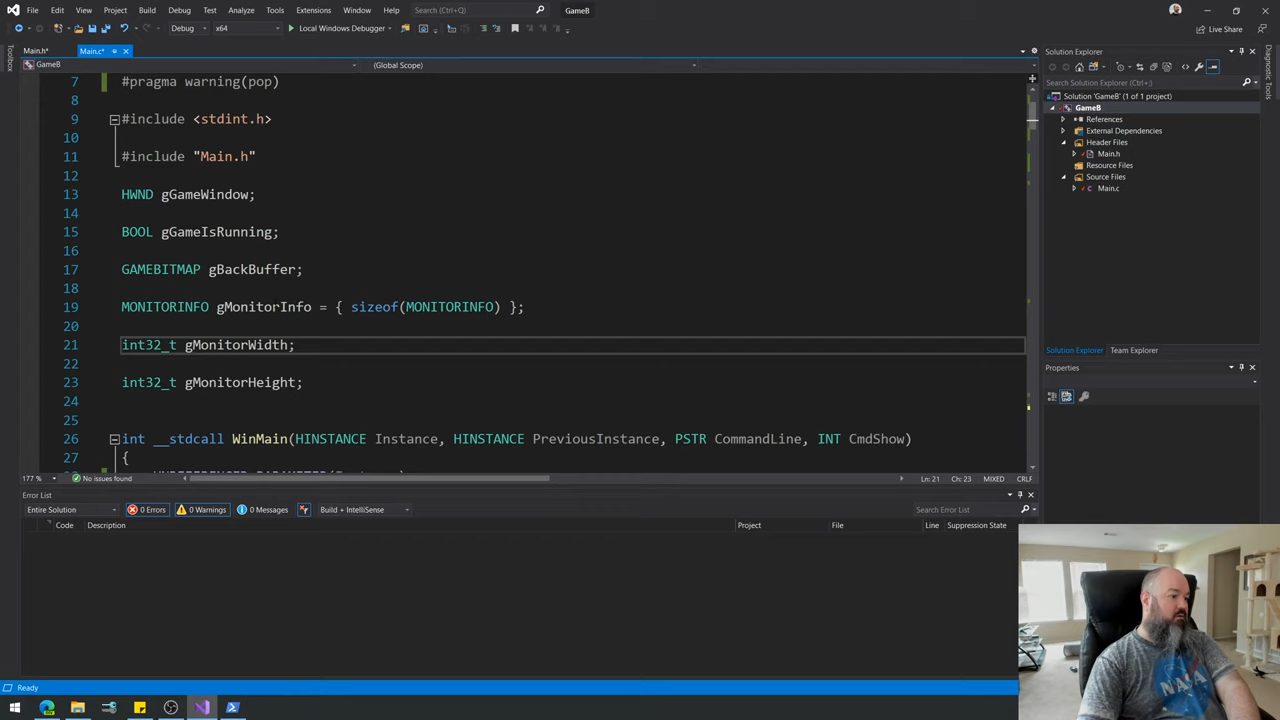 File Edit View Project Build Debug Test Analyze Tools Extensions Window Help Search (Ctrl+Q) GameB
Debug x64 Local Windows Debugger Live Share
Main.h* Main.c*
GameB (Global Scope)
Toolbox
7 #pragma warning(pop)
8
9 #include <stdint.h>
10
11 #include "Main.h"
12
13 HWND gGameWindow;
14
15 BOOL gGameIsRunning;
16
17 GAMEBITMAP gBackBuffer;
18
19 MONITORINFO gMonitorInfo = { sizeof(MONITORINFO) };
20
21 int32_t gMonitorWidth;
22
23 int32_t gMonitorHeight;
24
25
26 int __stdcall WinMain(HINSTANCE Instance, HINSTANCE PreviousInstance, PSTR CommandLine, INT CmdShow)
27 {
177 % No issues found Ln: 21 Ch: 23 MIXED CRLF
Error List
Entire Solution 0 Errors 0 Warnings 0 Messages Build + IntelliSense Search Error List
Code Description Project File Line Suppression State
Solution Explorer
Search Solution Explorer (Ctrl+;)
Solution 'GameB' (1 of 1 project)
GameB
References
External Dependencies
Header Files
Main.h
Resource Files
Source Files
Main.c
Solution Explorer Team Explorer
Properties
Diagnostic Tools
Ready
NASA